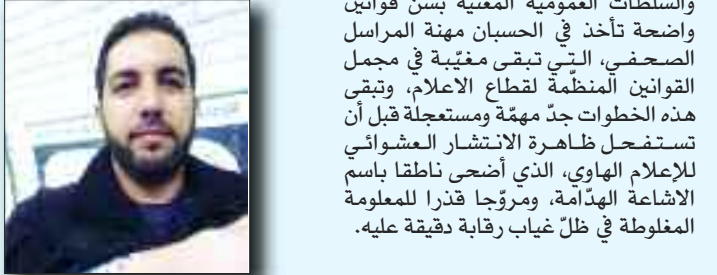 والسلطات العمومية المعنية بسن قوانين
واضحة تأخذ في الحسبان مهنة المراسل
الصحفي، التي تبقى مغيّبة في مجمل
القوانين المنظّمة لقطاع الاعلام، وتبقى
هذه الخطوات جدّ مهمّة ومستعجلة قبل أن
تستفحل ظاهرة الانتشار العشوائي
للإعلام الهاوي، الذي أضحى ناطقا باسم
الاشاعة الهدّامة، ومروّجا قذرا للمعلومة
المغلوطة في ظلّ غياب رقابة دقيقة عليه.